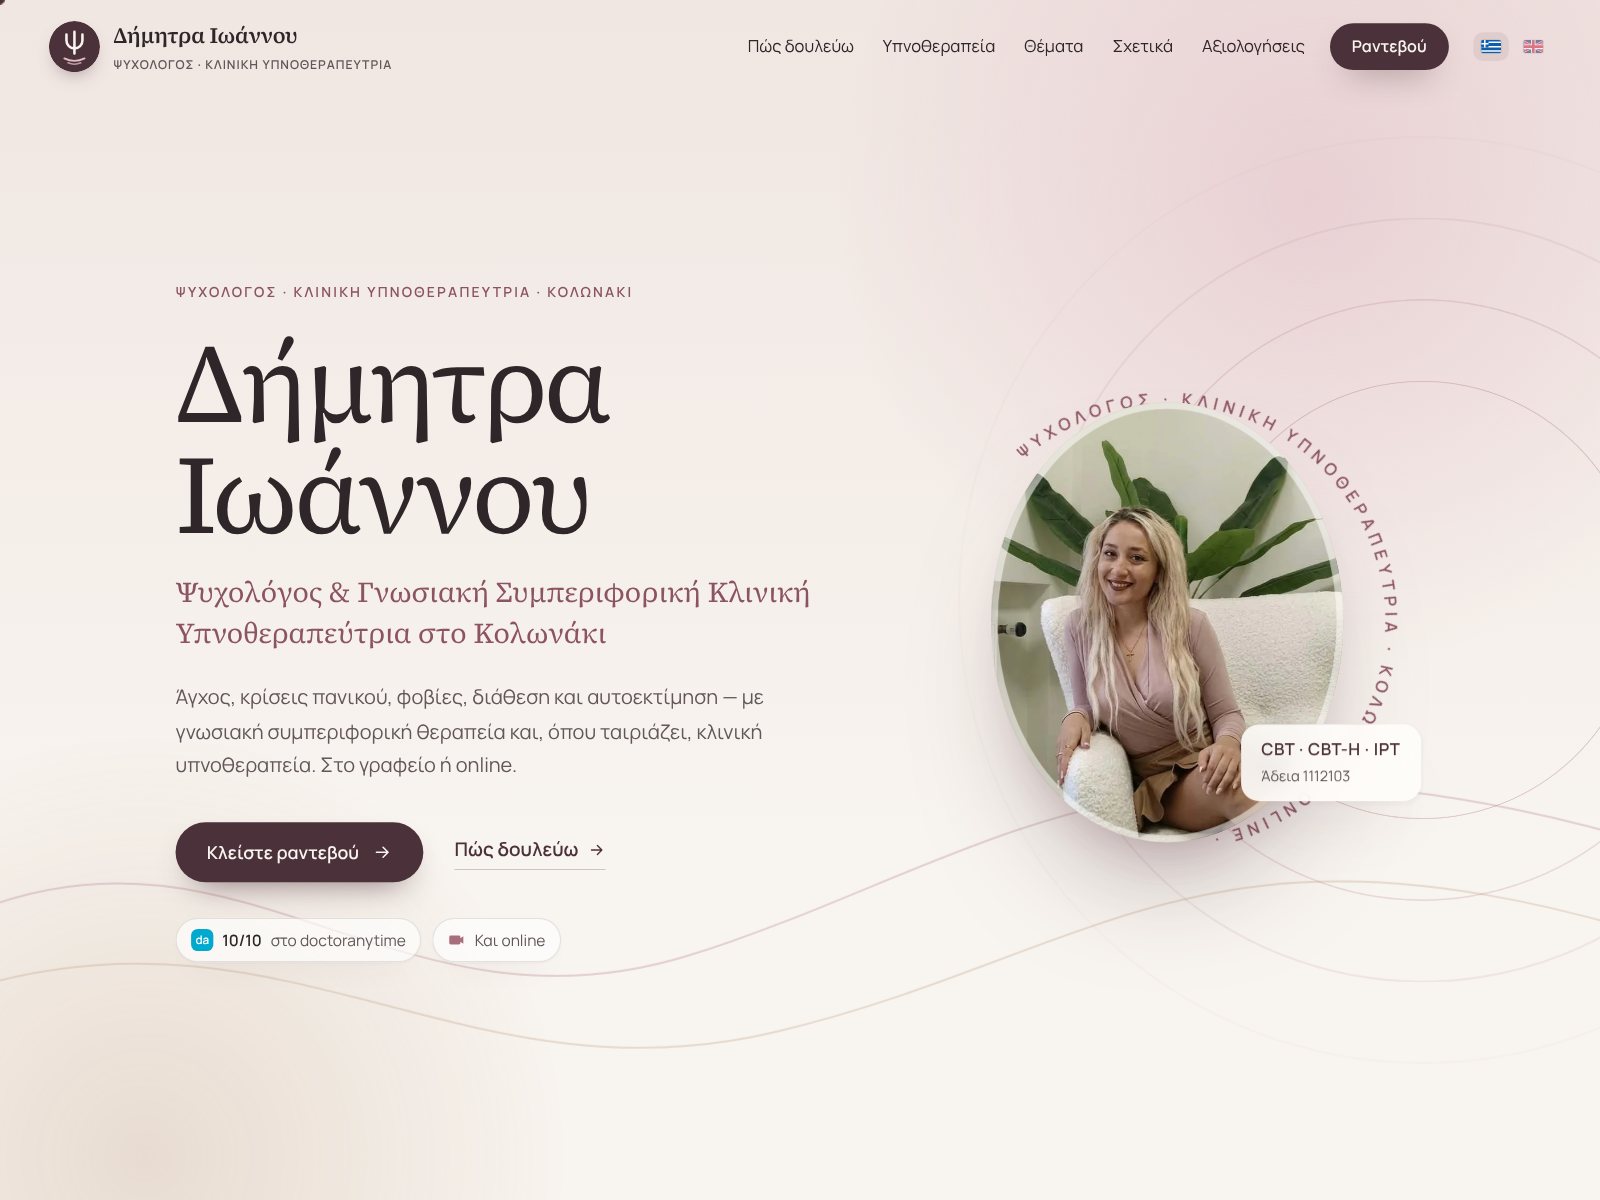 Δήμητρα Ιωάννου
ΨΥΧΟΛΟΓΟΣ · ΚΛΙΝΙΚΗ ΥΠΝΟΘΕΡΑΠΕΥΤΡΙΑ
Πώς δουλεύω
Υπνοθεραπεία
Θέματα
Σχετικά
Αξιολογήσεις
Ραντεβού
ΨΥΧΟΛΟΓΟΣ · ΚΛΙΝΙΚΗ ΥΠΝΟΘΕΡΑΠΕΥΤΡΙΑ · ΚΟΛΩΝΑΚΙ
Δήμητρα
Ιωάννου
Ψυχολόγος & Γνωσιακή Συμπεριφορική Κλινική
Υπνοθεραπεύτρια στο Κολωνάκι
Άγχος, κρίσεις πανικού, φοβίες, διάθεση και αυτοεκτίμηση — με
γνωσιακή συμπεριφορική θεραπεία και, όπου ταιριάζει, κλινική
υπνοθεραπεία. Στο γραφείο ή online.
Κλείστε ραντεβού →
Πώς δουλεύω →
da 10/10 στο doctoranytime
Και online
ΨΥΧΟΛΟΓΟΣ · ΚΛΙΝΙΚΗ ΥΠΝΟΘΕΡΑΠΕΥΤΡΙΑ · ΚΟΛΩ
NLINE ·
CBT · CBT-H · IPT
Άδεια 1112103